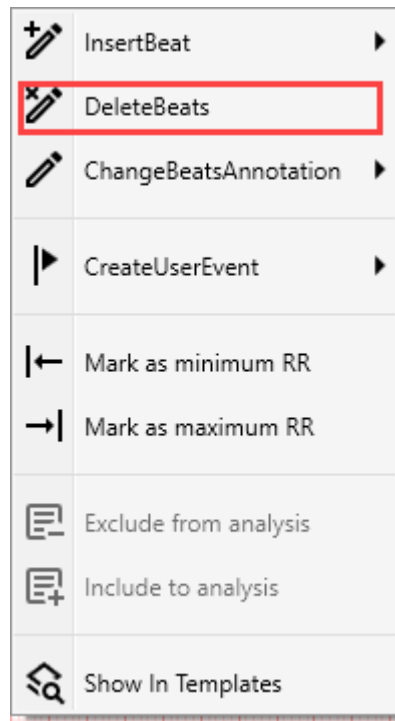 InsertBeat
DeleteBeats
ChangeBeatsAnnotation
CreateUserEvent
Mark as minimum RR
Mark as maximum RR
Exclude from analysis
Include to analysis
Show In Templates